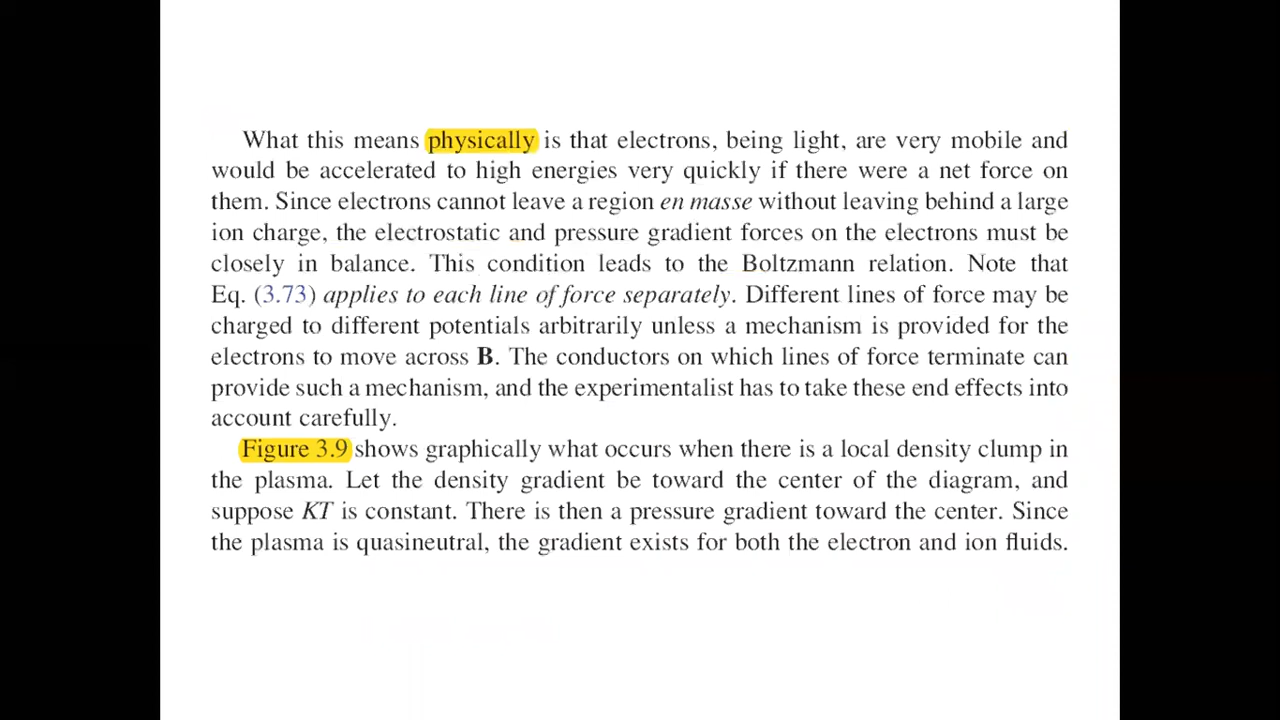 What this means physically is that electrons, being light, are very mobile and
would be accelerated to high energies very quickly if there were a net force on
them. Since electrons cannot leave a region en masse without leaving behind a large
ion charge, the electrostatic and pressure gradient forces on the electrons must be
closely in balance. This condition leads to the Boltzmann relation. Note that
Eq. (3.73) applies to each line of force separately. Different lines of force may be
charged to different potentials arbitrarily unless a mechanism is provided for the
electrons to move across B. The conductors on which lines of force terminate can
provide such a mechanism, and the experimentalist has to take these end effects into
account carefully.
Figure 3.9 shows graphically what occurs when there is a local density clump in
the plasma. Let the density gradient be toward the center of the diagram, and
suppose KT is constant. There is then a pressure gradient toward the center. Since
the plasma is quasineutral, the gradient exists for both the electron and ion fluids.